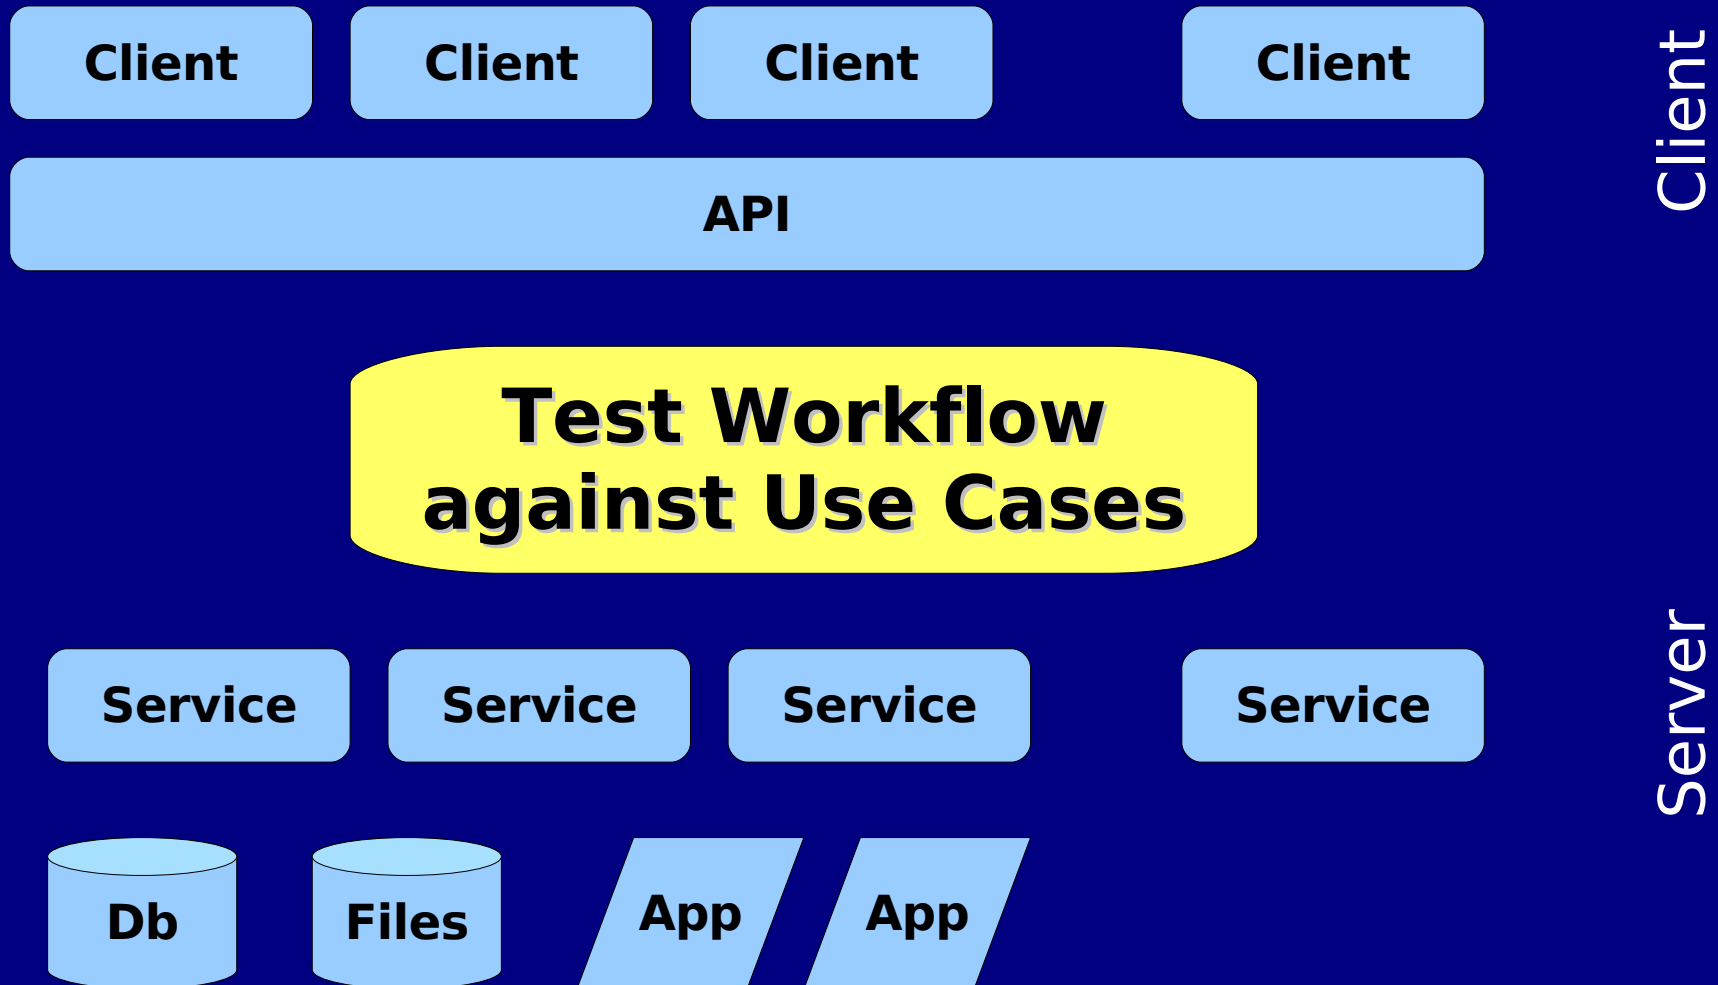 Client
Client
Client
Client
Client
API
Test Workflow
against Use Cases
Server
Service
Service
Service
Service
Db
Files
App
App